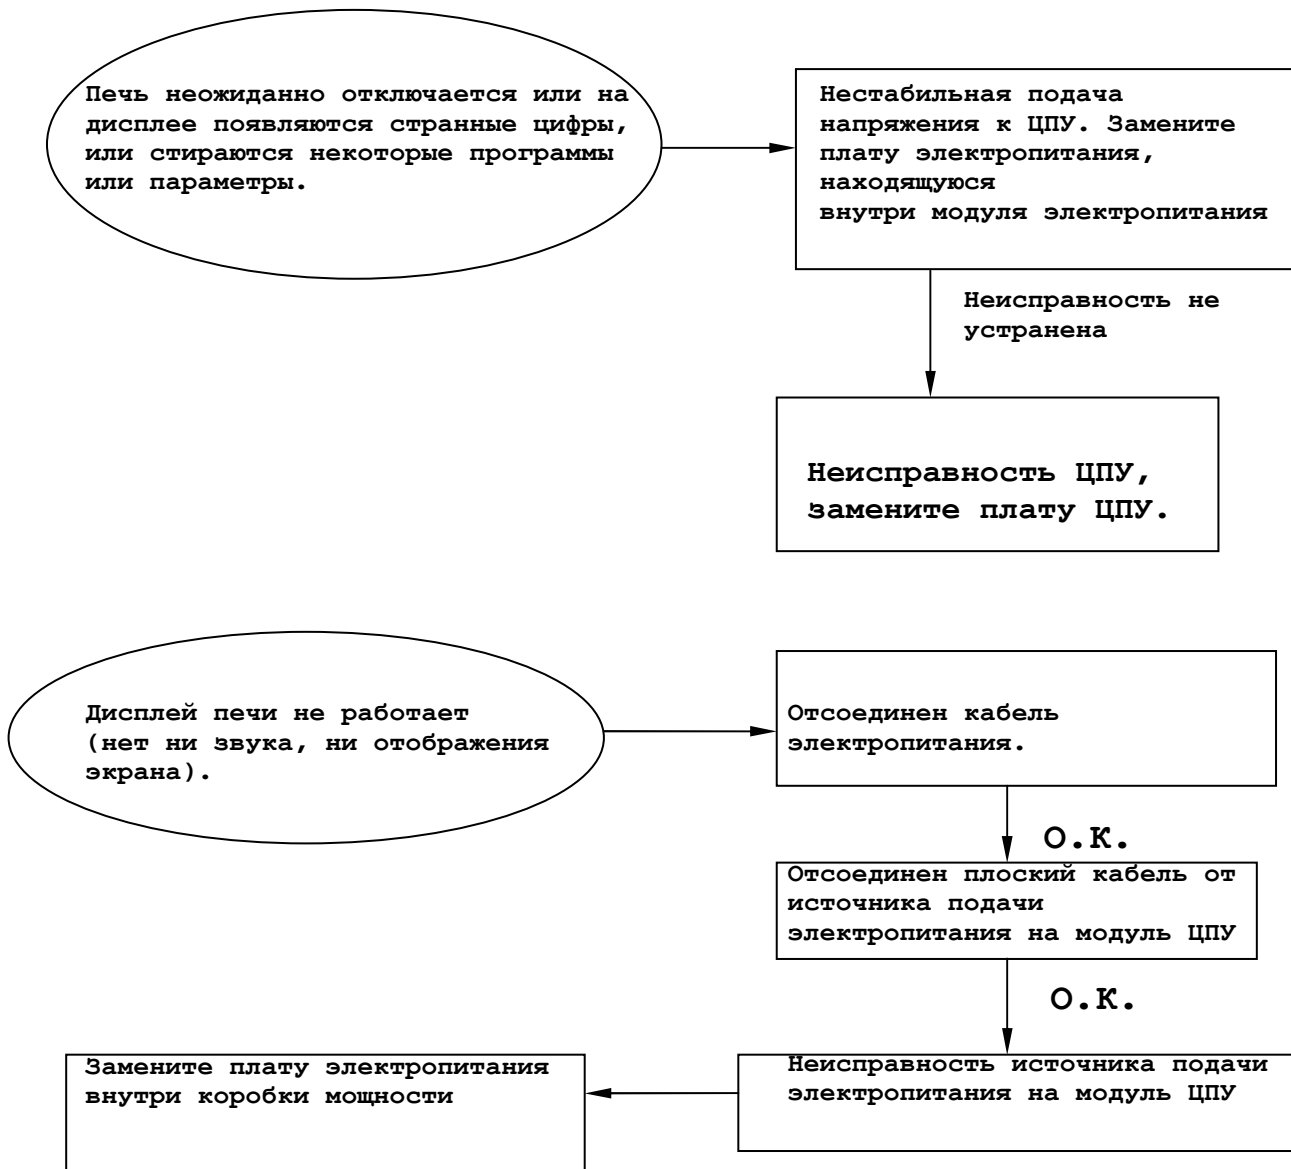 Печь неожиданно отключается или на
дисплее появляются странные цифры,
или стираются некоторые программы
или параметры.
Нестабильная подача
напряжения к ЦПУ. Замените
плату электропитания,
находящуюся
внутри модуля электропитания
Неисправность не
устранена
Неисправность ЦПУ,
замените плату ЦПУ.
Дисплей печи не работает
(нет ни звука, ни отображения
экрана).
Отсоединен кабель
электропитания.
О.К.
Отсоединен плоский кабель от
источника подачи
электропитания на модуль ЦПУ
О.К.
Неисправность источника подачи
электропитания на модуль ЦПУ
Замените плату электропитания
внутри коробки мощности